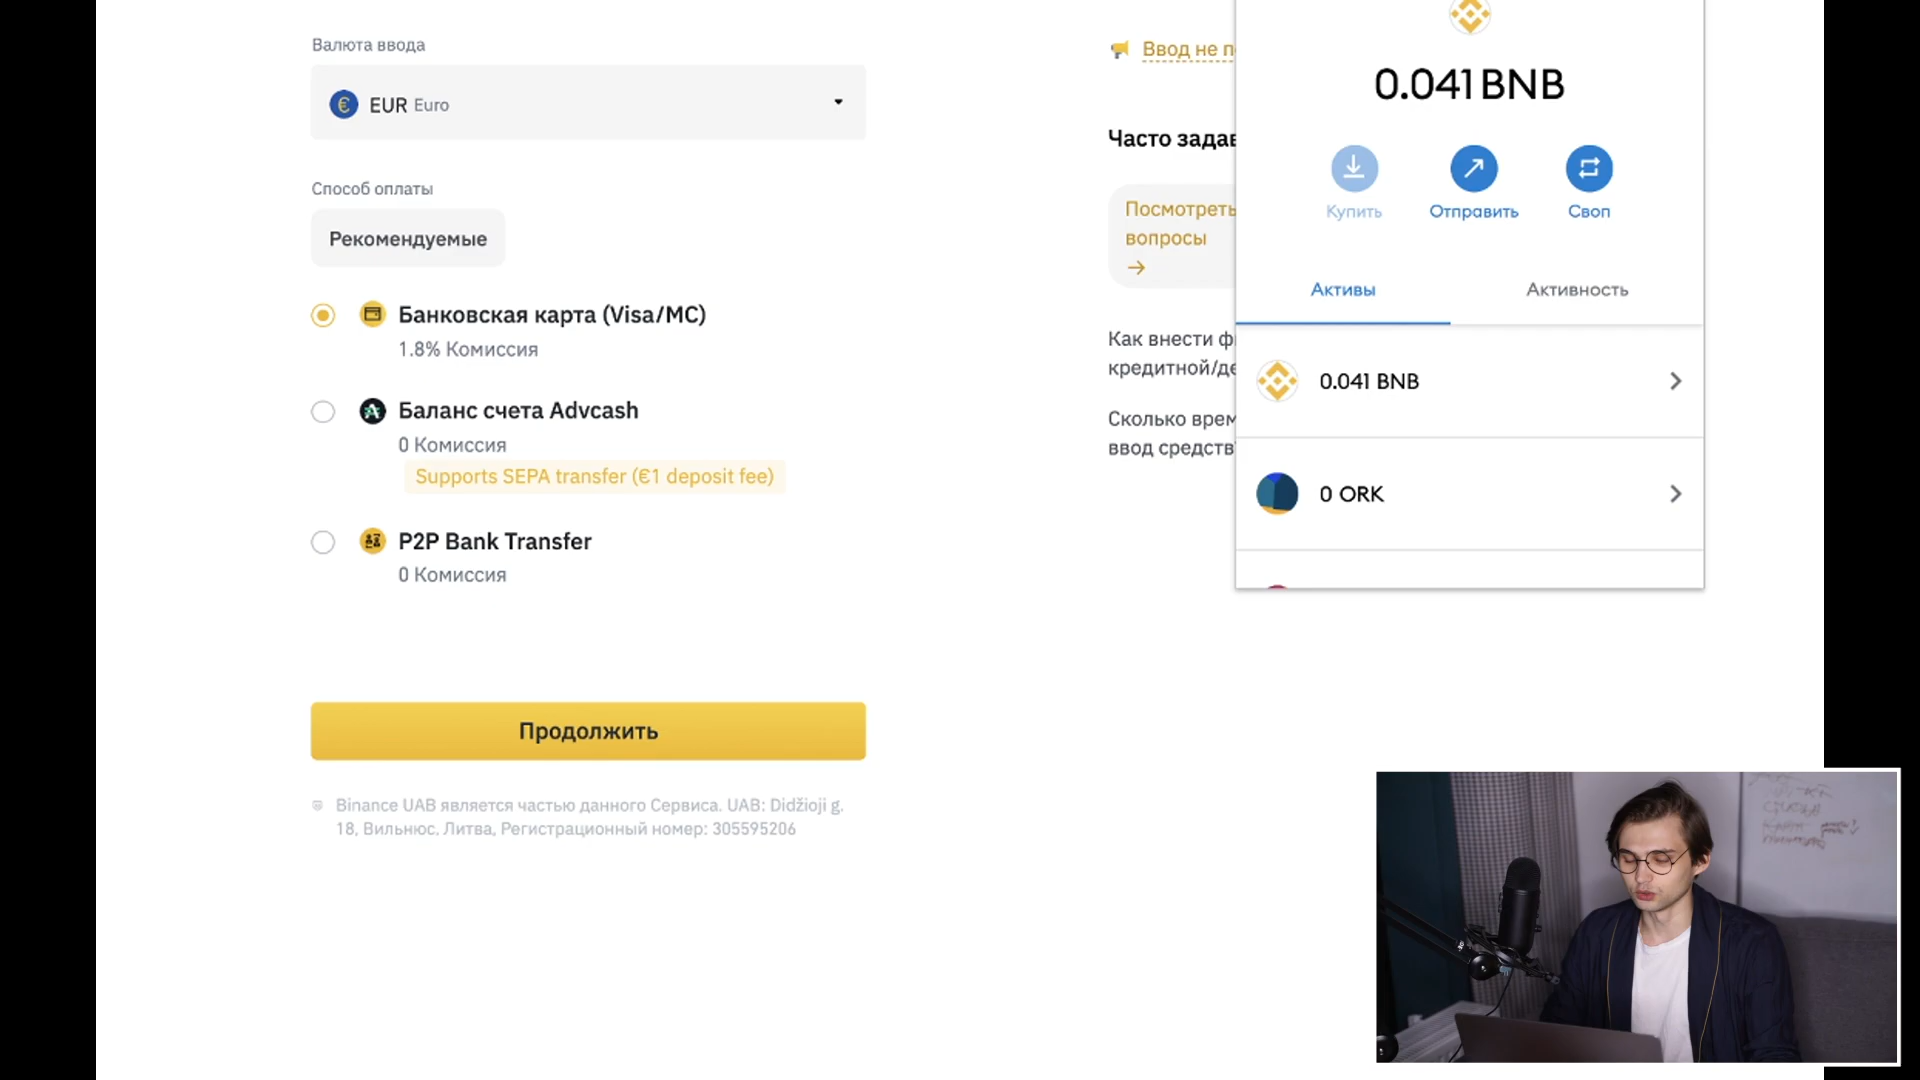 Валюта ввода
EUR Euro
Способ оплаты
Рекомендуемые
Банковская карта (Visa/MC)
1.8% Комиссия
Баланс счета Advcash
0 Комиссия
Supports SEPA transfer (€1 deposit fee)
P2P Bank Transfer
0 Комиссия
Продолжить
Binance UAB является частью данного Сервиса. UAB: Didžioji g.
18, Вильнюс, Литва, Регистрационный номер: 305595206
Ввод не п
Часто задав
Посмотреть
вопросы
Как внести ф
кредитной/де
Сколько врем
ввод средств
0.041 BNB
Купить
Отправить
Своп
Активы
Активность
0.041 BNB
0 ORK